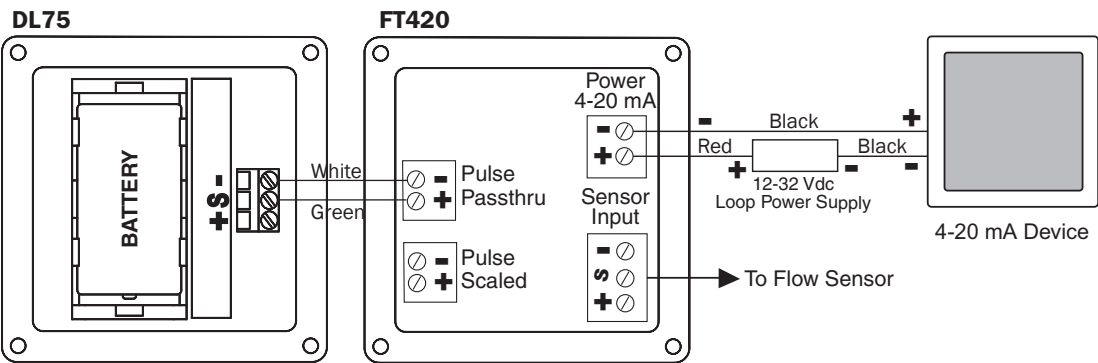 DL75
BATTERY
+ S -
White
Green
FT420
Power
4-20 mA
-
+
Pulse
Passthru
-
+
Sensor
Input
-
S
+
Pulse
Scaled
-
+
- Black +
Red Black
+ - -
12-32 Vdc
Loop Power Supply
To Flow Sensor
4-20 mA Device